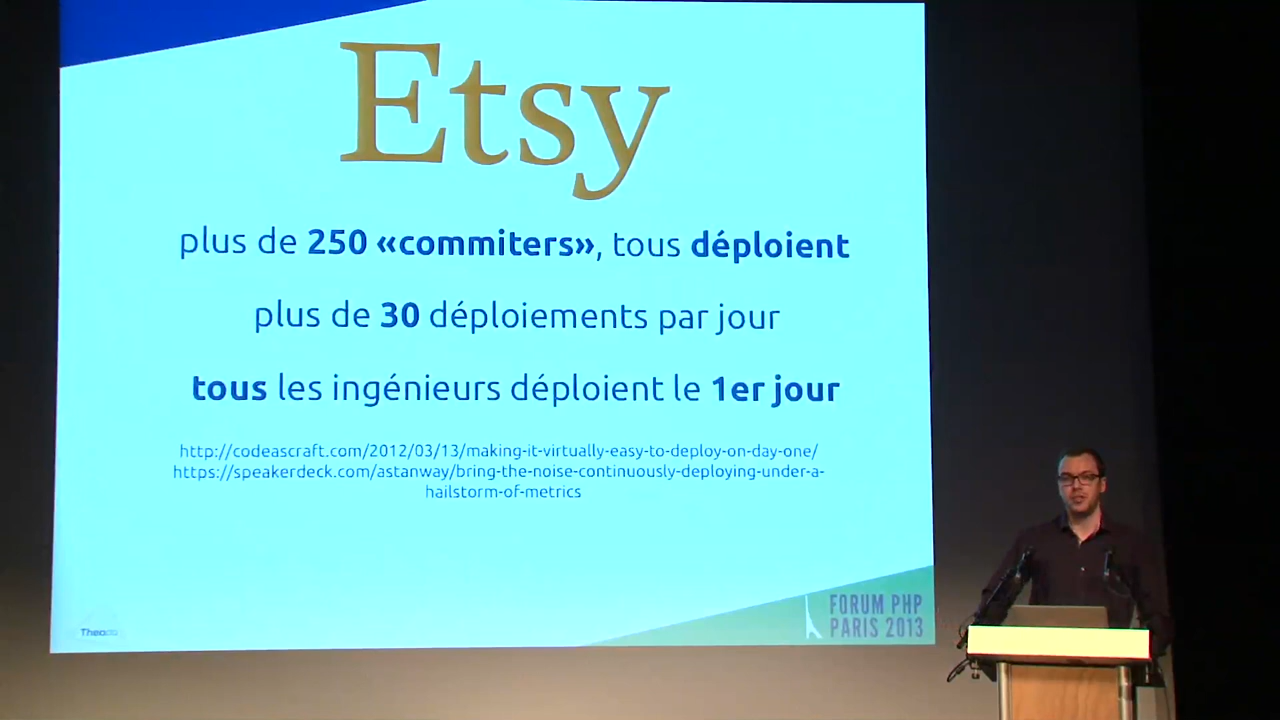 Etsy
plus de 250 «commiters», tous déploient
plus de 30 déploiements par jour
tous les ingénieurs déploient le 1er jour
http://codeascraft.com/2012/03/13/making-it-virtually-easy-to-deploy-on-day-one/
https://speakerdeck.com/astanway/bring-the-noise-continuously-deploying-under-a-
hailstorm-of-metrics
Theodo
FORUM PHP
PARIS 2013